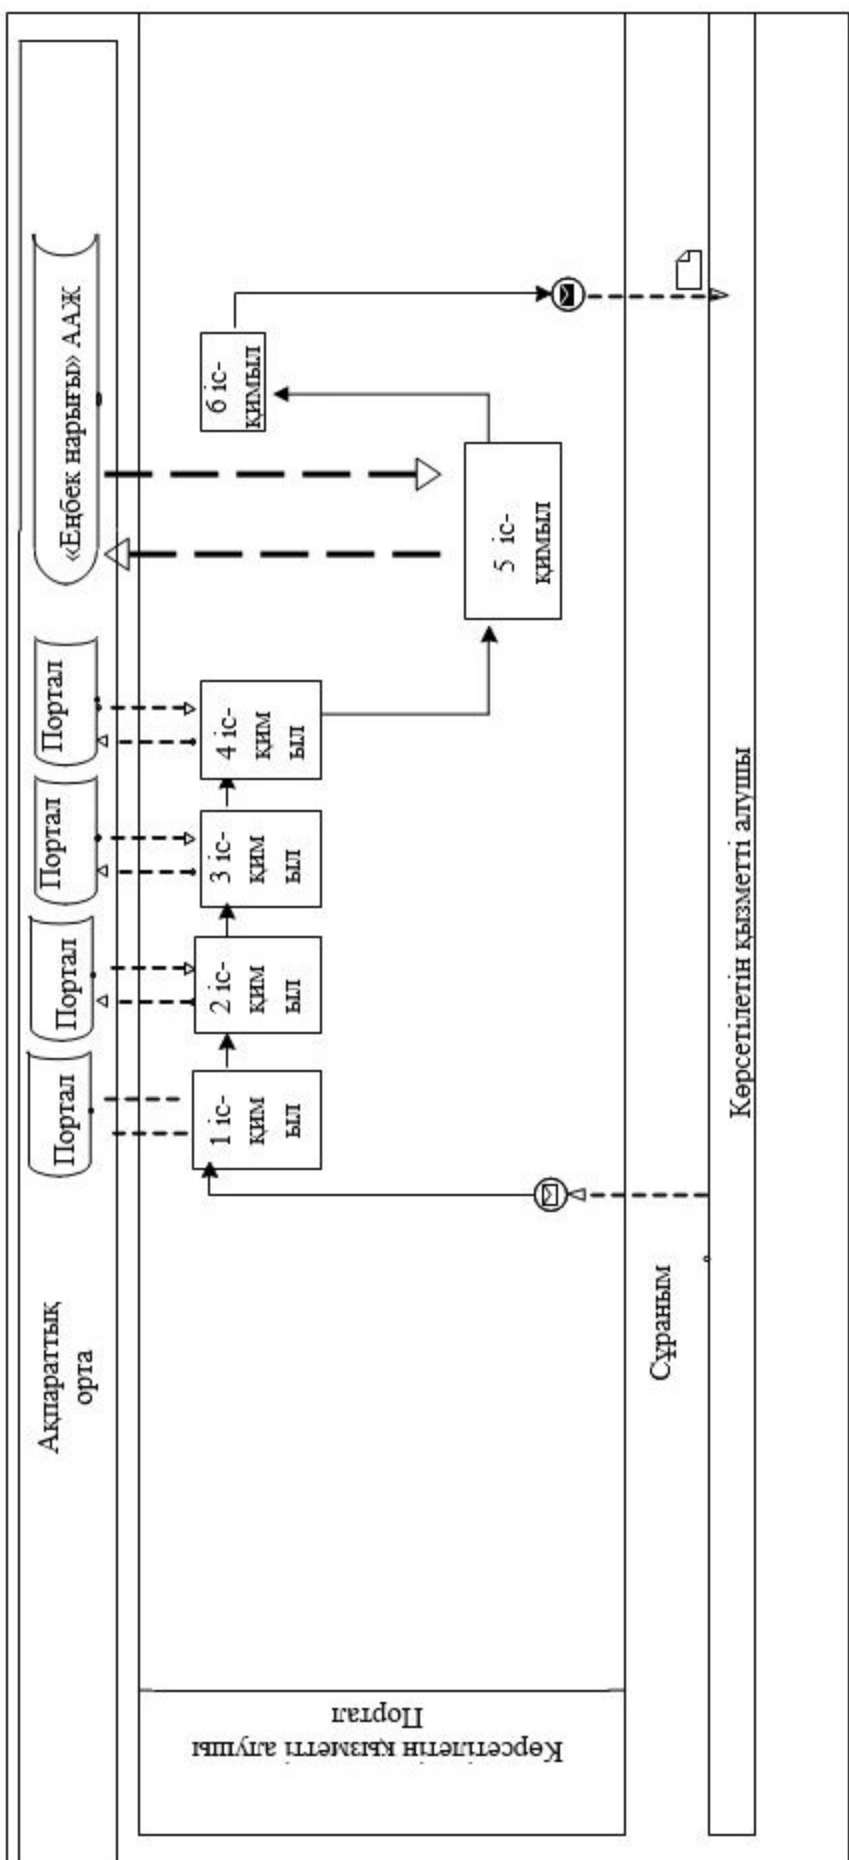 Ақпараттық
орта
Портал
Портал
Портал
Портал
«Еңбек нарығы» ААЖ
Көрсетілетін қызметті алушы
Портал
1 іс-
қим
ыл
2 іс-
қим
ыл
3 іс-
қим
ыл
4 іс-
қим
ыл
5 іс-
қимыл
6 іс-
қимыл
Сұраным
Көрсетілетін қызметті алушы